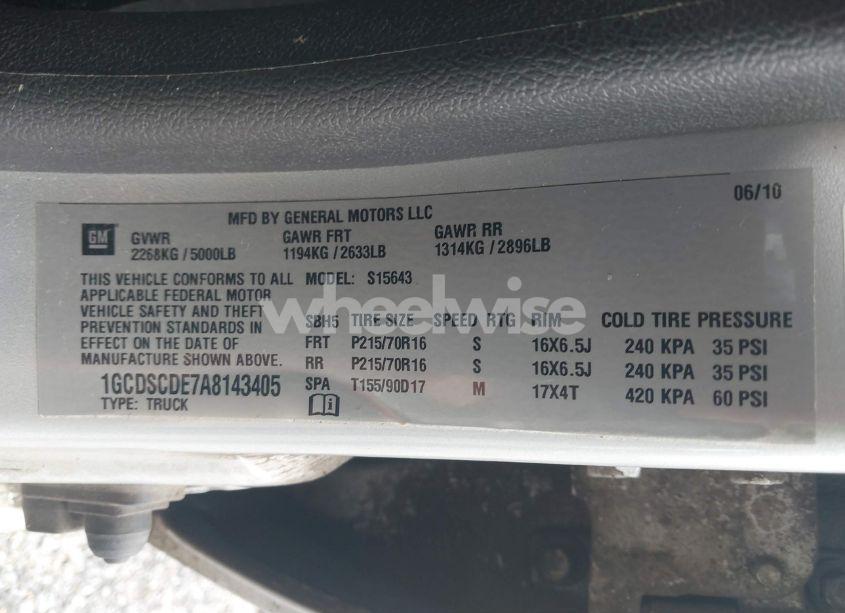 06/10
MFD BY GENERAL MOTORS LLC
GM
GVWR GAWR FRT GAWR RR
2268KG / 5000LB 1194KG / 2633LB 1314KG / 2896LB
THIS VEHICLE CONFORMS TO ALL MODEL: S15643
APPLICABLE FEDERAL MOTOR
VEHICLE SAFETY AND THEFT
PREVENTION STANDARDS IN
EFFECT ON THE DATE OF
MANUFACTURE SHOWN ABOVE.
SBH5 TIRE SIZE SPEED RTG RIM COLD TIRE PRESSURE
FRT P215/70R16 S 16X6.5J 240 KPA 35 PSI
RR P215/70R16 S 16X6.5J 240 KPA 35 PSI
SPA T155/90D17 M 17X4T 420 KPA 60 PSI
1GCDSCDE7A8143405
TYPE: TRUCK
wheelwise